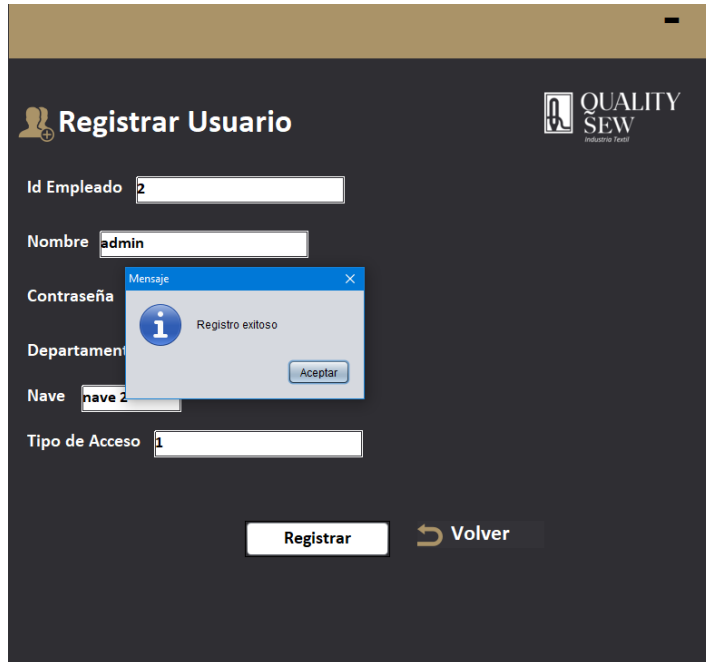 QUALITY
SEW
Industria Textil
Registrar Usuario
Id Empleado 2
Nombre admin
Mensaje
Contraseña
Registro exitoso
Aceptar
Nave nave 2
Tipo de Acceso 1
Registrar
Volver